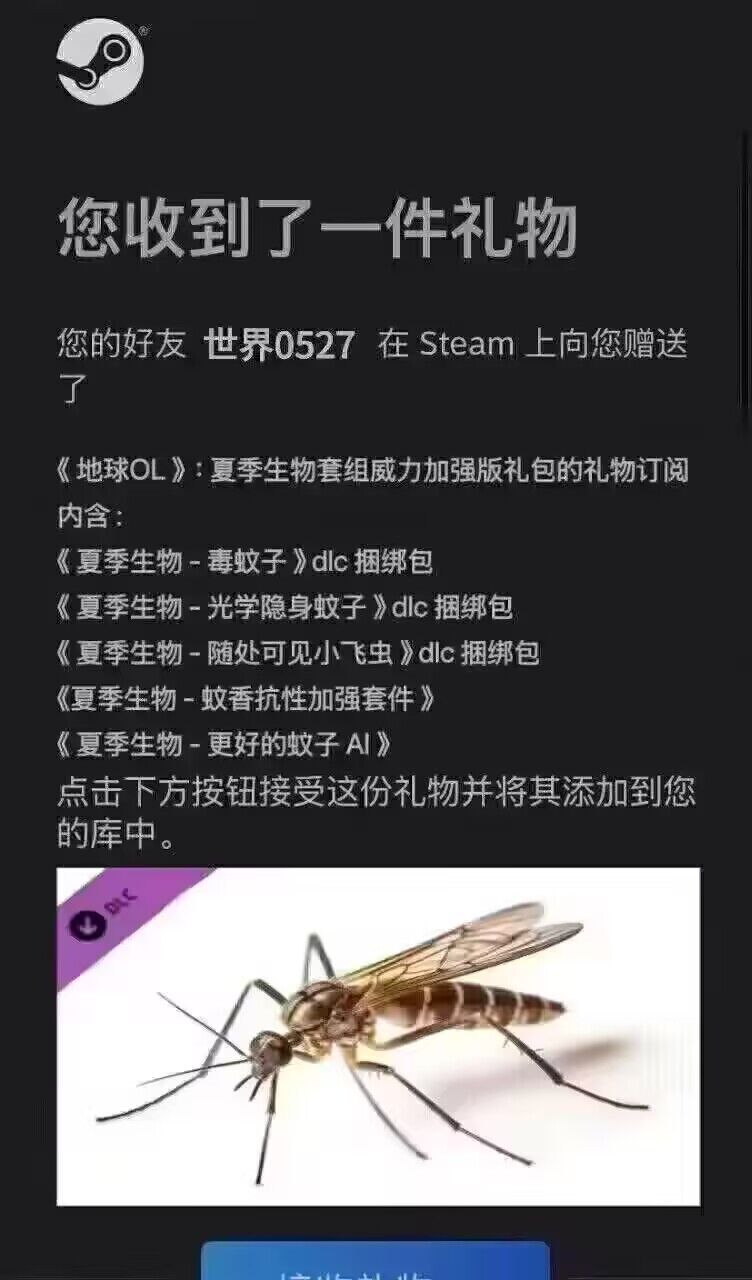 ®
您收到了一件礼物
您的好友 世界0527 在 Steam 上向您赠送
了
《 地球OL 》: 夏季生物套组威力加强版礼包的礼物订阅
内含 :
《 夏季生物 - 毒蚊子 》dlc 捆绑包
《 夏季生物 - 光学隐身蚊子 》dlc 捆绑包
《 夏季生物 - 随处可见小飞虫 》dlc 捆绑包
《夏季生物 - 蚊香抗性加强套件 》
《 夏季生物 - 更好的蚊子 AI 》
点击下方按钮接受这份礼物并将其添加到您
的库中。
DLC